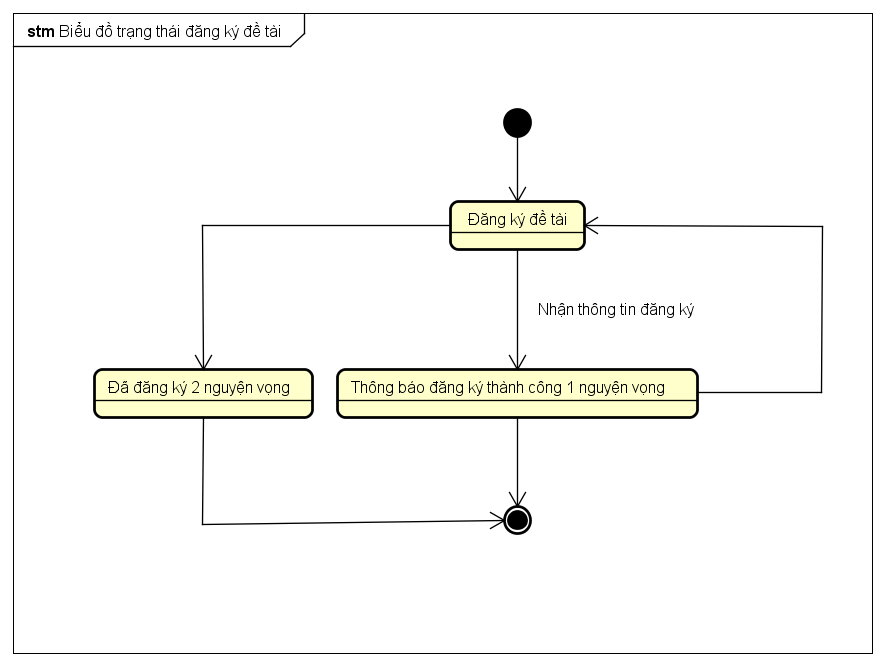 stm Biểu đồ trạng thái đăng ký đề tài
Đăng ký đề tài
Nhận thông tin đăng ký
Đã đăng ký 2 nguyện vọng
Thông báo đăng ký thành công 1 nguyện vọng